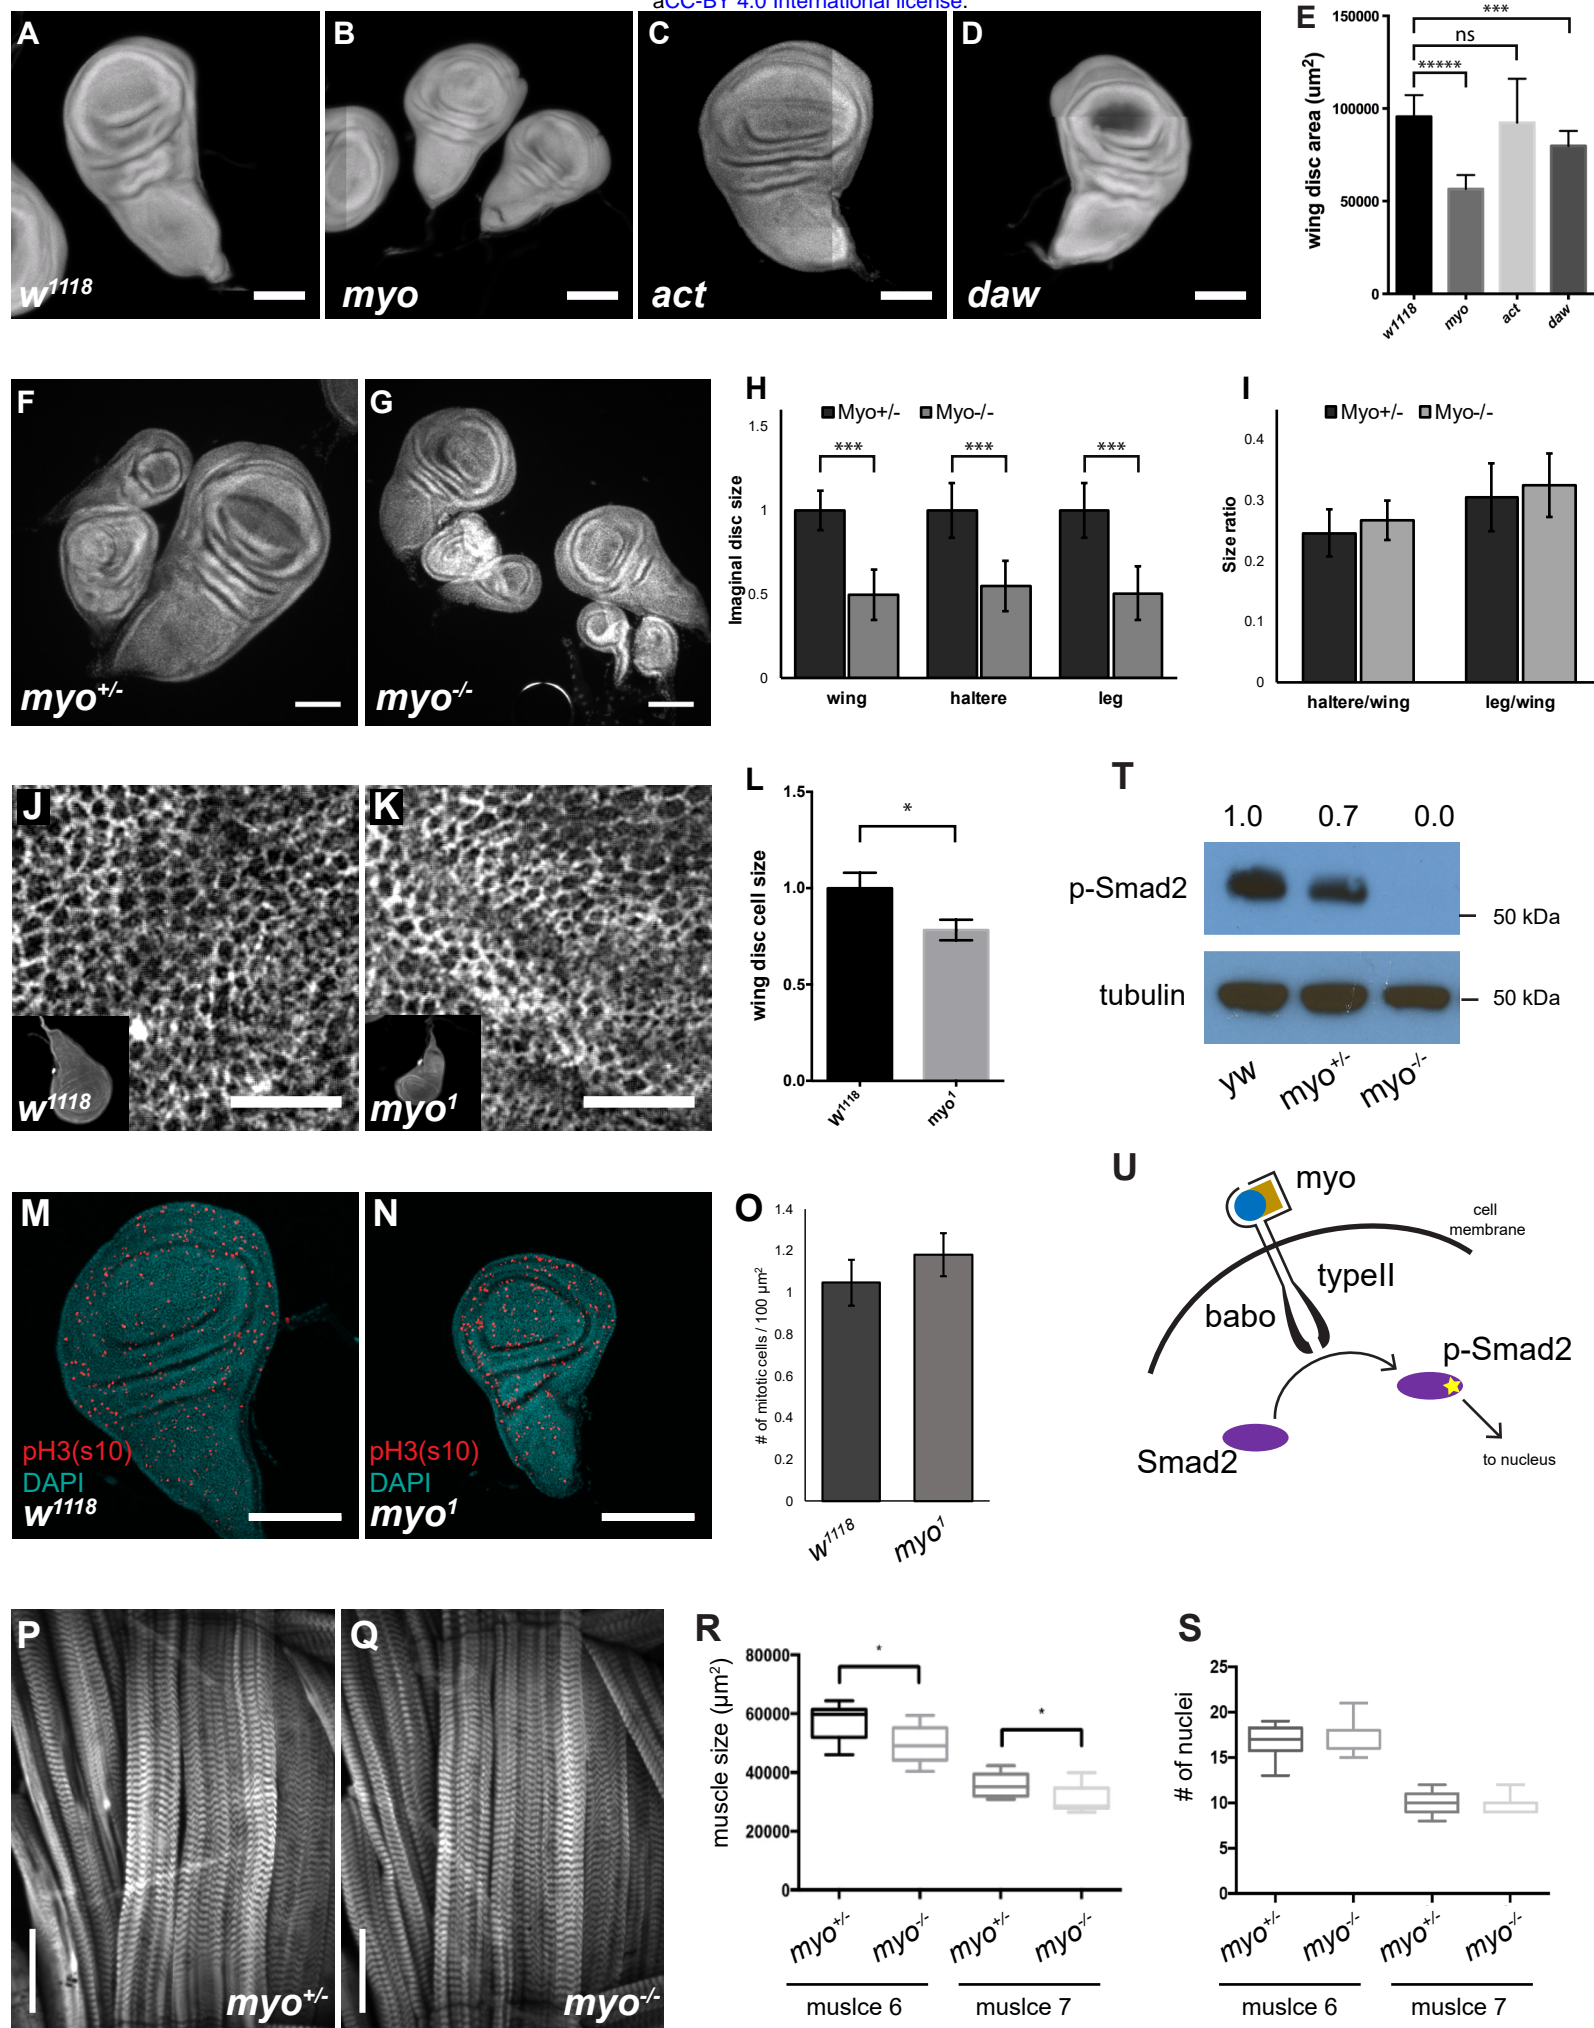 aCC-BY 4.0 International license.
A
B
C
D
E
w1118
myo
act
daw
wing disc area (um2)
150000
100000
50000
0
***
ns
*****
w1118
myo
act
daw
F
G
H
I
myo+/-
myo-/-
Myo+/-
Myo-/-
Imaginal disc size
1.5
1
0.5
0
***
***
***
wing
haltere
leg
Myo+/-
Myo-/-
Size ratio
0.4
0.3
0.2
0.1
0
haltere/wing
leg/wing
J
K
L
T
w1118
myo1
wing disc cell size
1.5
1.0
0.5
0.0
*
w1118
myo1
1.0
0.7
0.0
p-Smad2
50 kDa
tubulin
50 kDa
yw
myo+/-
myo-/-
M
N
O
U
pH3(s10)
DAPI
w1118
pH3(s10)
DAPI
myo1
# of mitotic cells / 100 µm2
1.4
1.2
1
0.8
0.6
0.4
0.2
0
w1118
myo1
myo
cell
membrane
typeII
babo
p-Smad2
Smad2
to nucleus
P
Q
R
S
myo+/-
myo-/-
muscle size (µm2)
80000
60000
40000
20000
0
*
*
myo+/-
myo-/-
myo+/-
myo-/-
muslce 6
muslce 7
# of nuclei
25
20
15
10
5
0
myo+/-
myo-/-
myo+/-
myo-/-
muslce 6
muslce 7